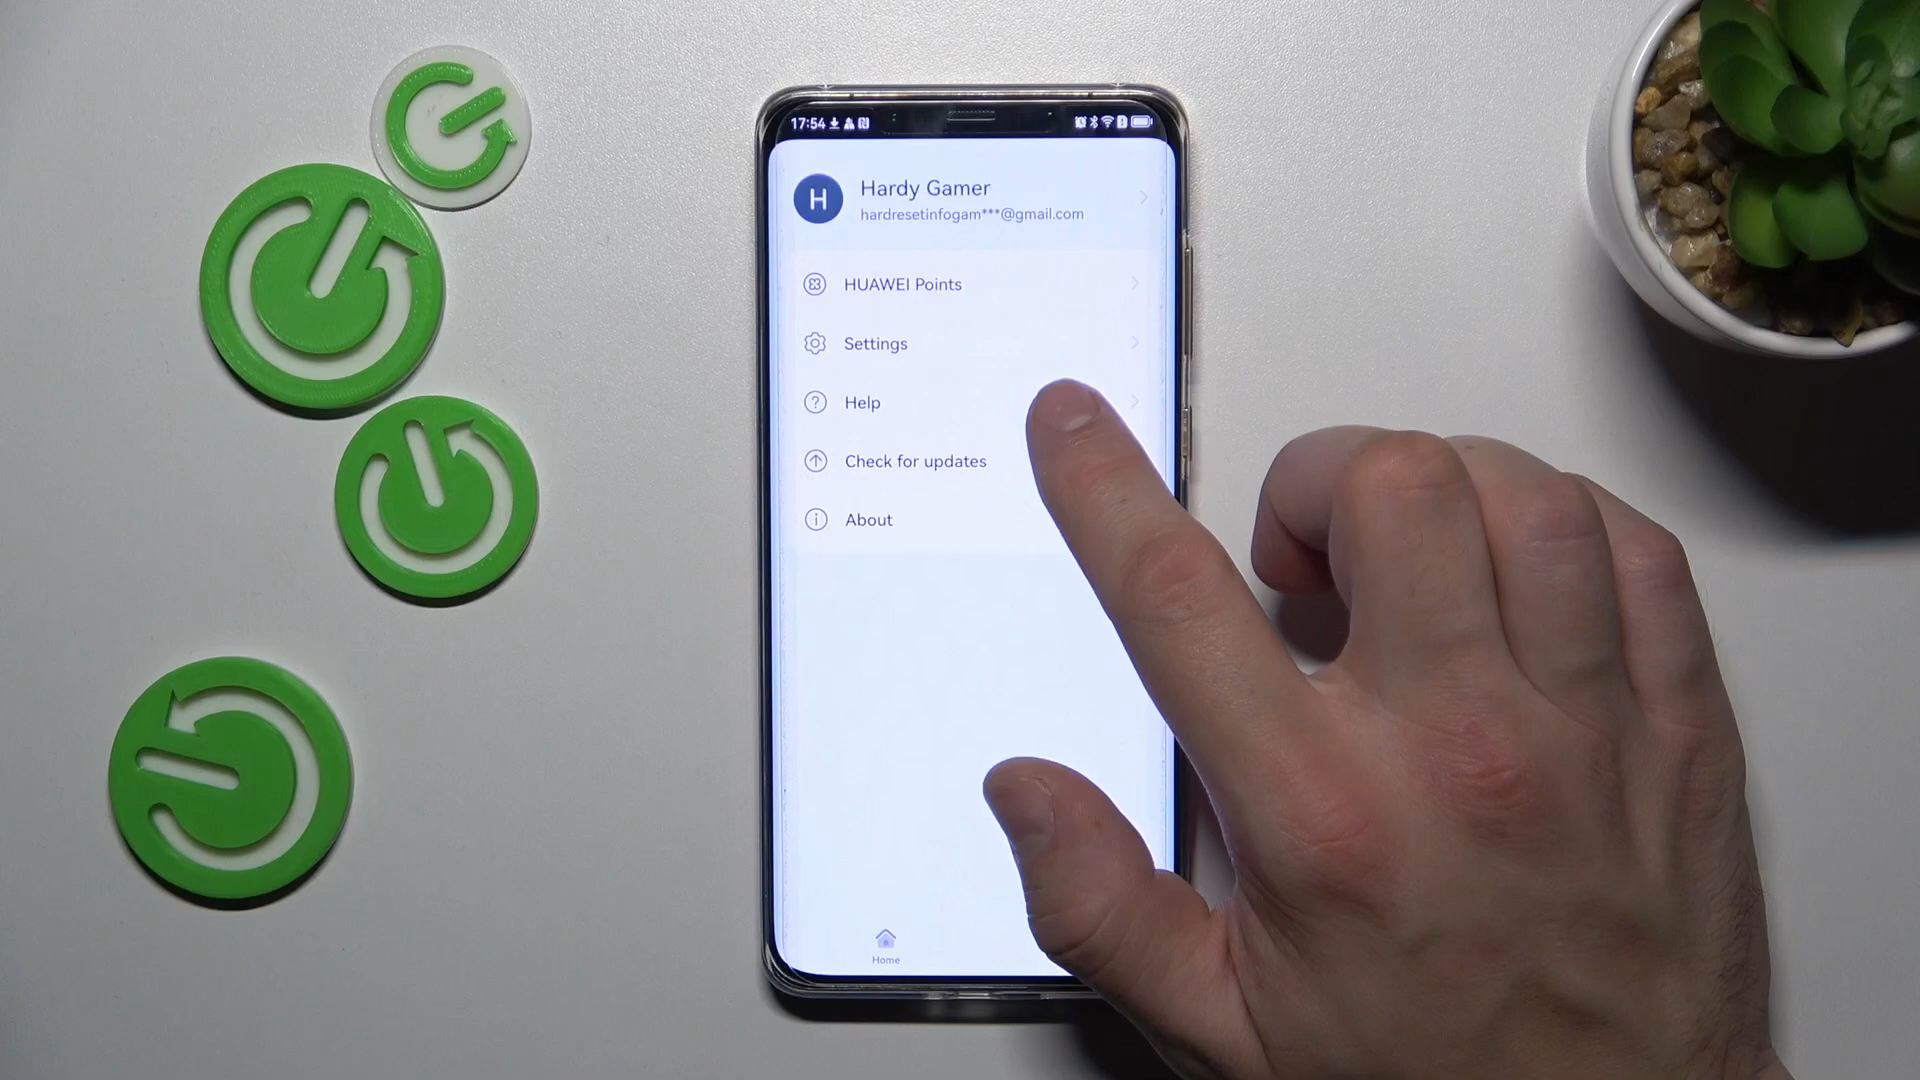 17:54
H
Hardy Gamer
hardresetinfogam***@gmail.com
HUAWEI Points
Settings
Help
Check for updates
About
Home